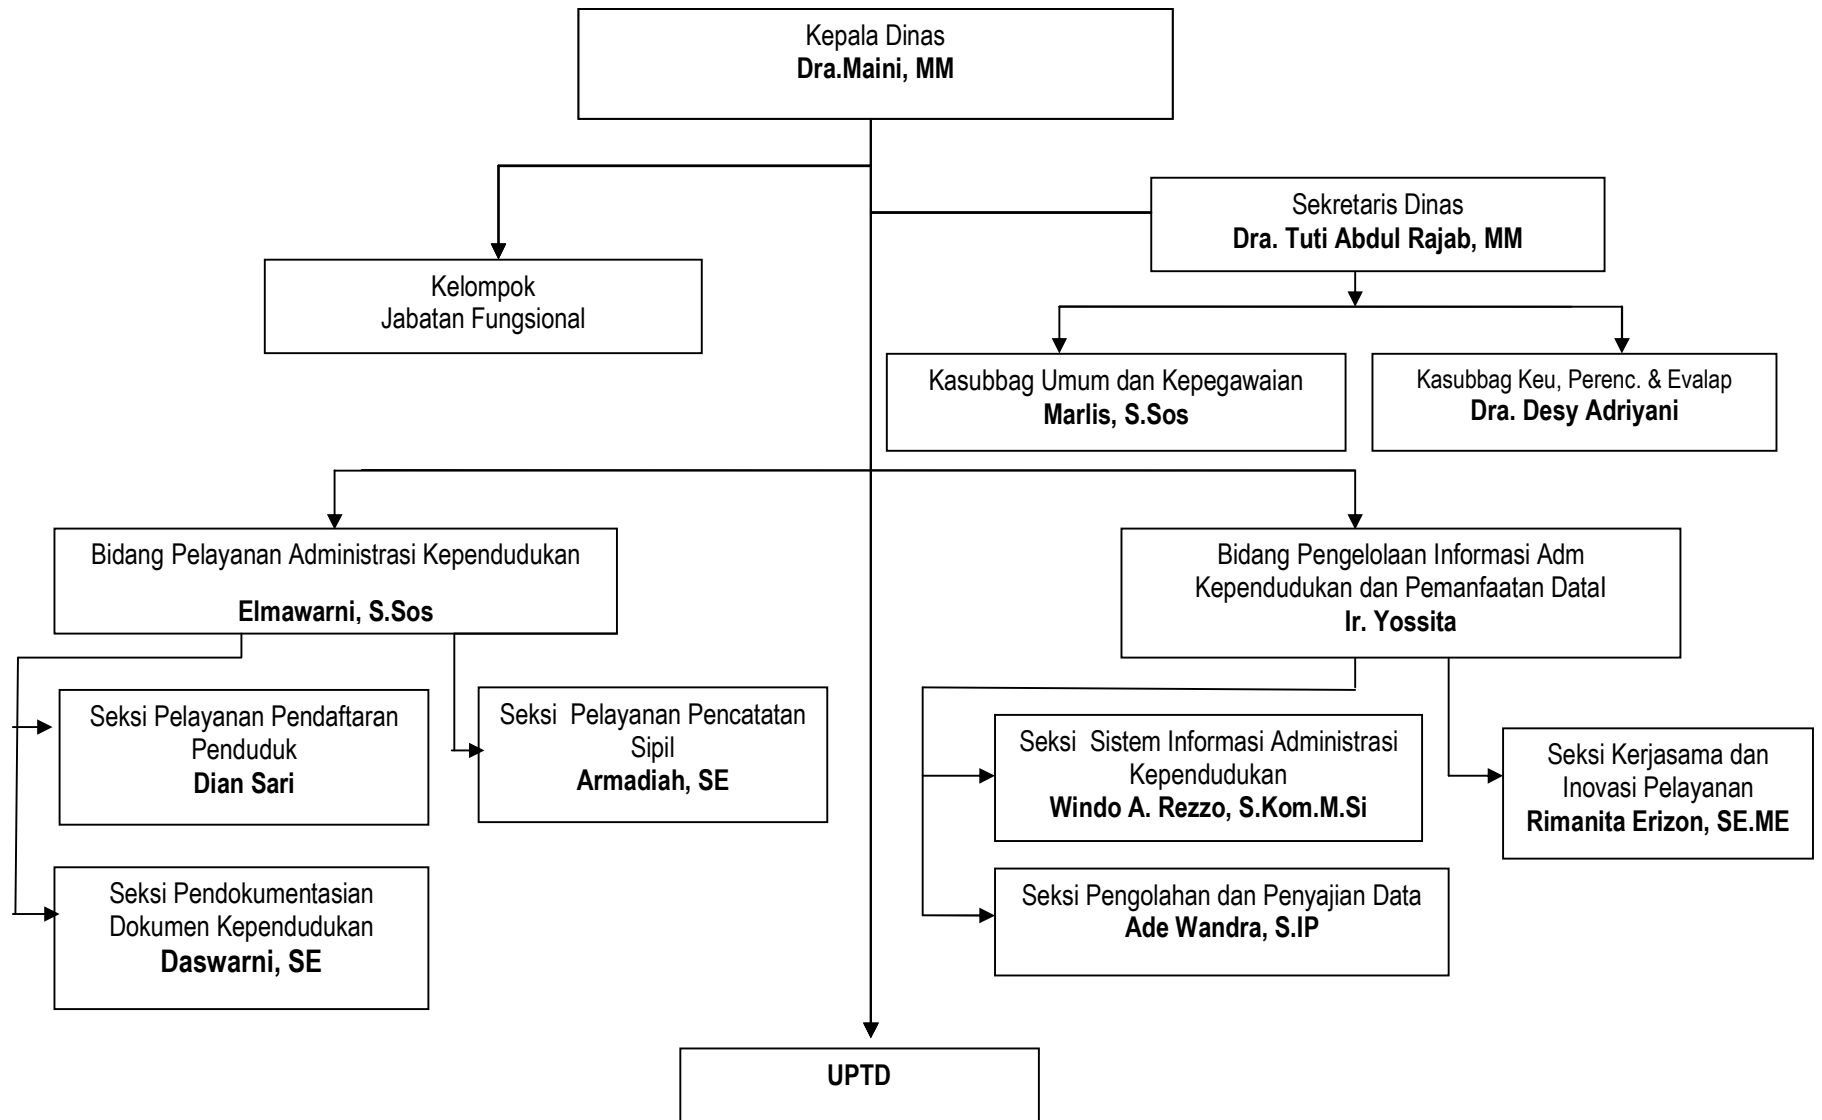 Kepala Dinas
Dra.Maini, MM
Sekretaris Dinas
Dra. Tuti Abdul Rajab, MM
Kelompok
Jabatan Fungsional
Kasubbag Umum dan Kepegawaian
Marlis, S.Sos
Kasubbag Keu, Perenc. & Evalap
Dra. Desy Adriyani
Bidang Pelayanan Administrasi Kependudukan
Elmawarni, S.Sos
Bidang Pengelolaan Informasi Adm
Kependudukan dan Pemanfaatan Datal
Ir. Yossita
Seksi Pelayanan Pendaftaran
Penduduk
Dian Sari
Seksi  Pelayanan Pencatatan
Sipil
Armadiah, SE
Seksi  Sistem Informasi Administrasi
Kependudukan
Windo A. Rezzo, S.Kom.M.Si
Seksi Kerjasama dan
Inovasi Pelayanan
Rimanita Erizon, SE.ME
Seksi Pendokumentasian
Dokumen Kependudukan
Daswarni, SE
Seksi Pengolahan dan Penyajian Data
Ade Wandra, S.IP
UPTD